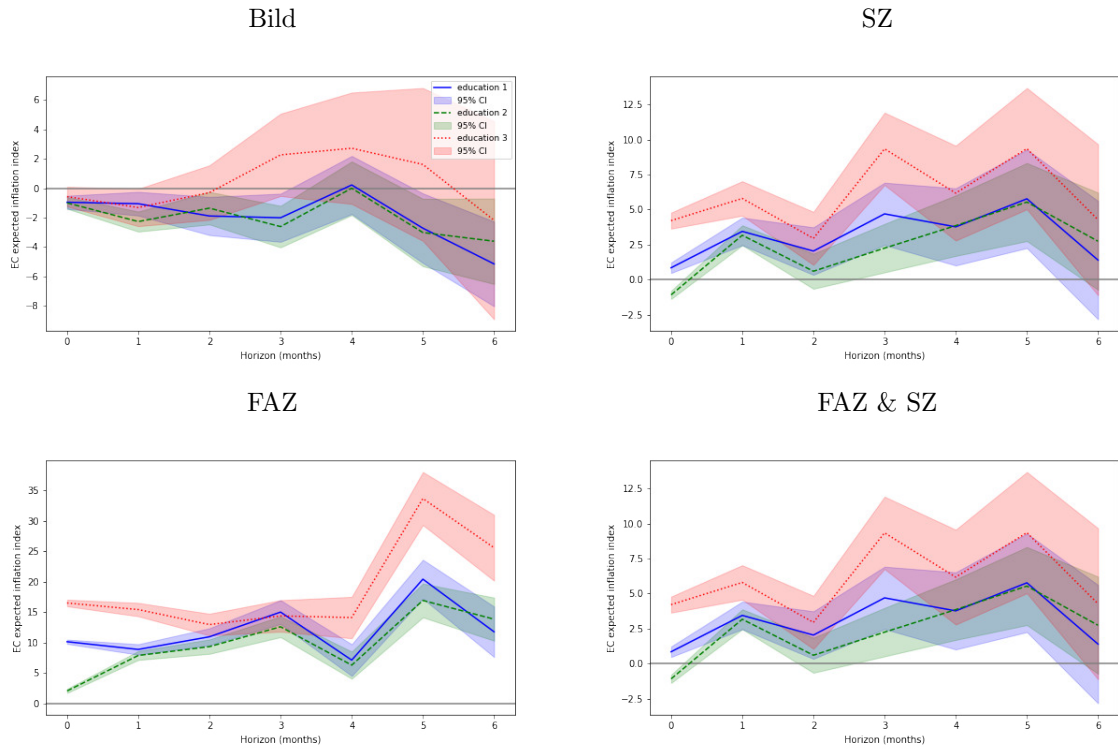 Bild
EC expected inflation index
6
4
2
0
−2
−4
−6
−8
education 1
95% CI
education 2
95% CI
education 3
95% CI
0 1 2 3 4 5 6
Horizon (months)
SZ
EC expected inflation index
12.5
10.0
7.5
5.0
2.5
0.0
−2.5
0 1 2 3 4 5 6
Horizon (months)
FAZ
EC expected inflation index
35
30
25
20
15
10
5
0
0 1 2 3 4 5 6
Horizon (months)
FAZ & SZ
EC expected inflation index
12.5
10.0
7.5
5.0
2.5
0.0
−2.5
0 1 2 3 4 5 6
Horizon (months)